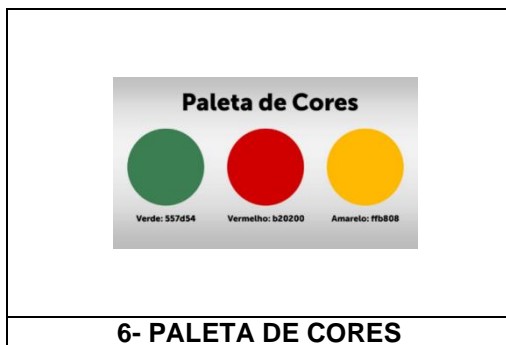 Paleta de Cores
Verde: 557d54 Vermelho: b20200 Amarelo: ffb808
6- PALETA DE CORES